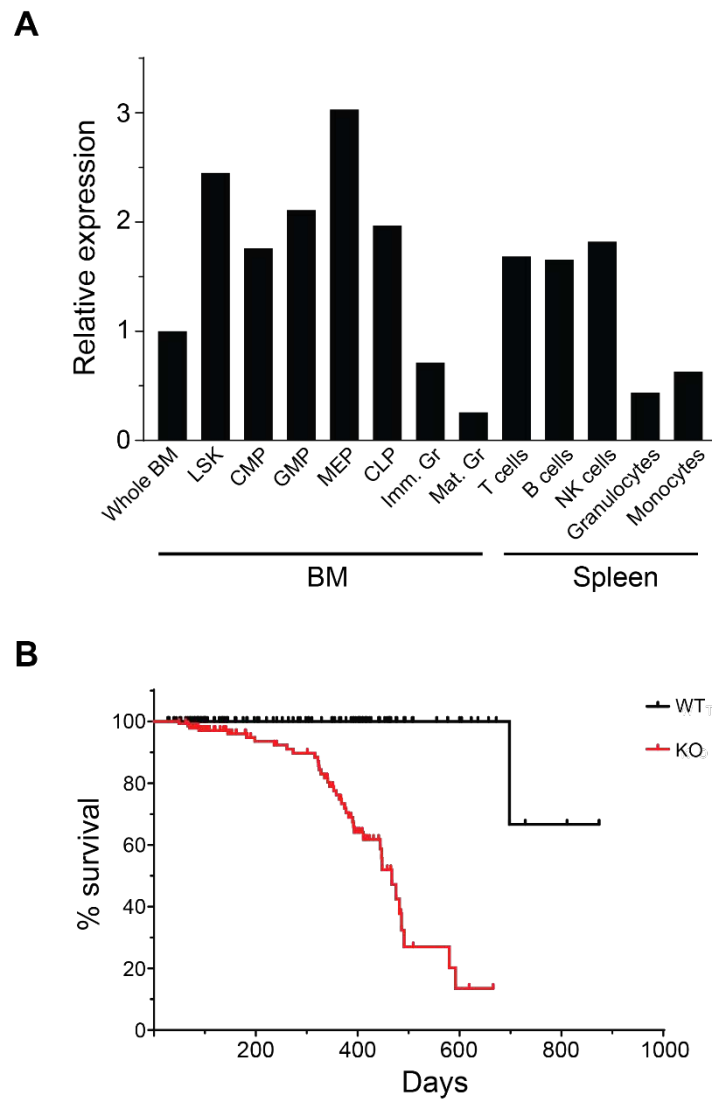 A
Relative expression
3
2
1
0
Whole BM
LSK
CMP
GMP
MEP
CLP
Imm. Gr
Mat. Gr
T cells
B cells
NK cells
Granulocytes
Monocytes
BM
Spleen
B
% survival
100
80
60
40
20
0
200
400
600
800
1000
Days
WT
KO